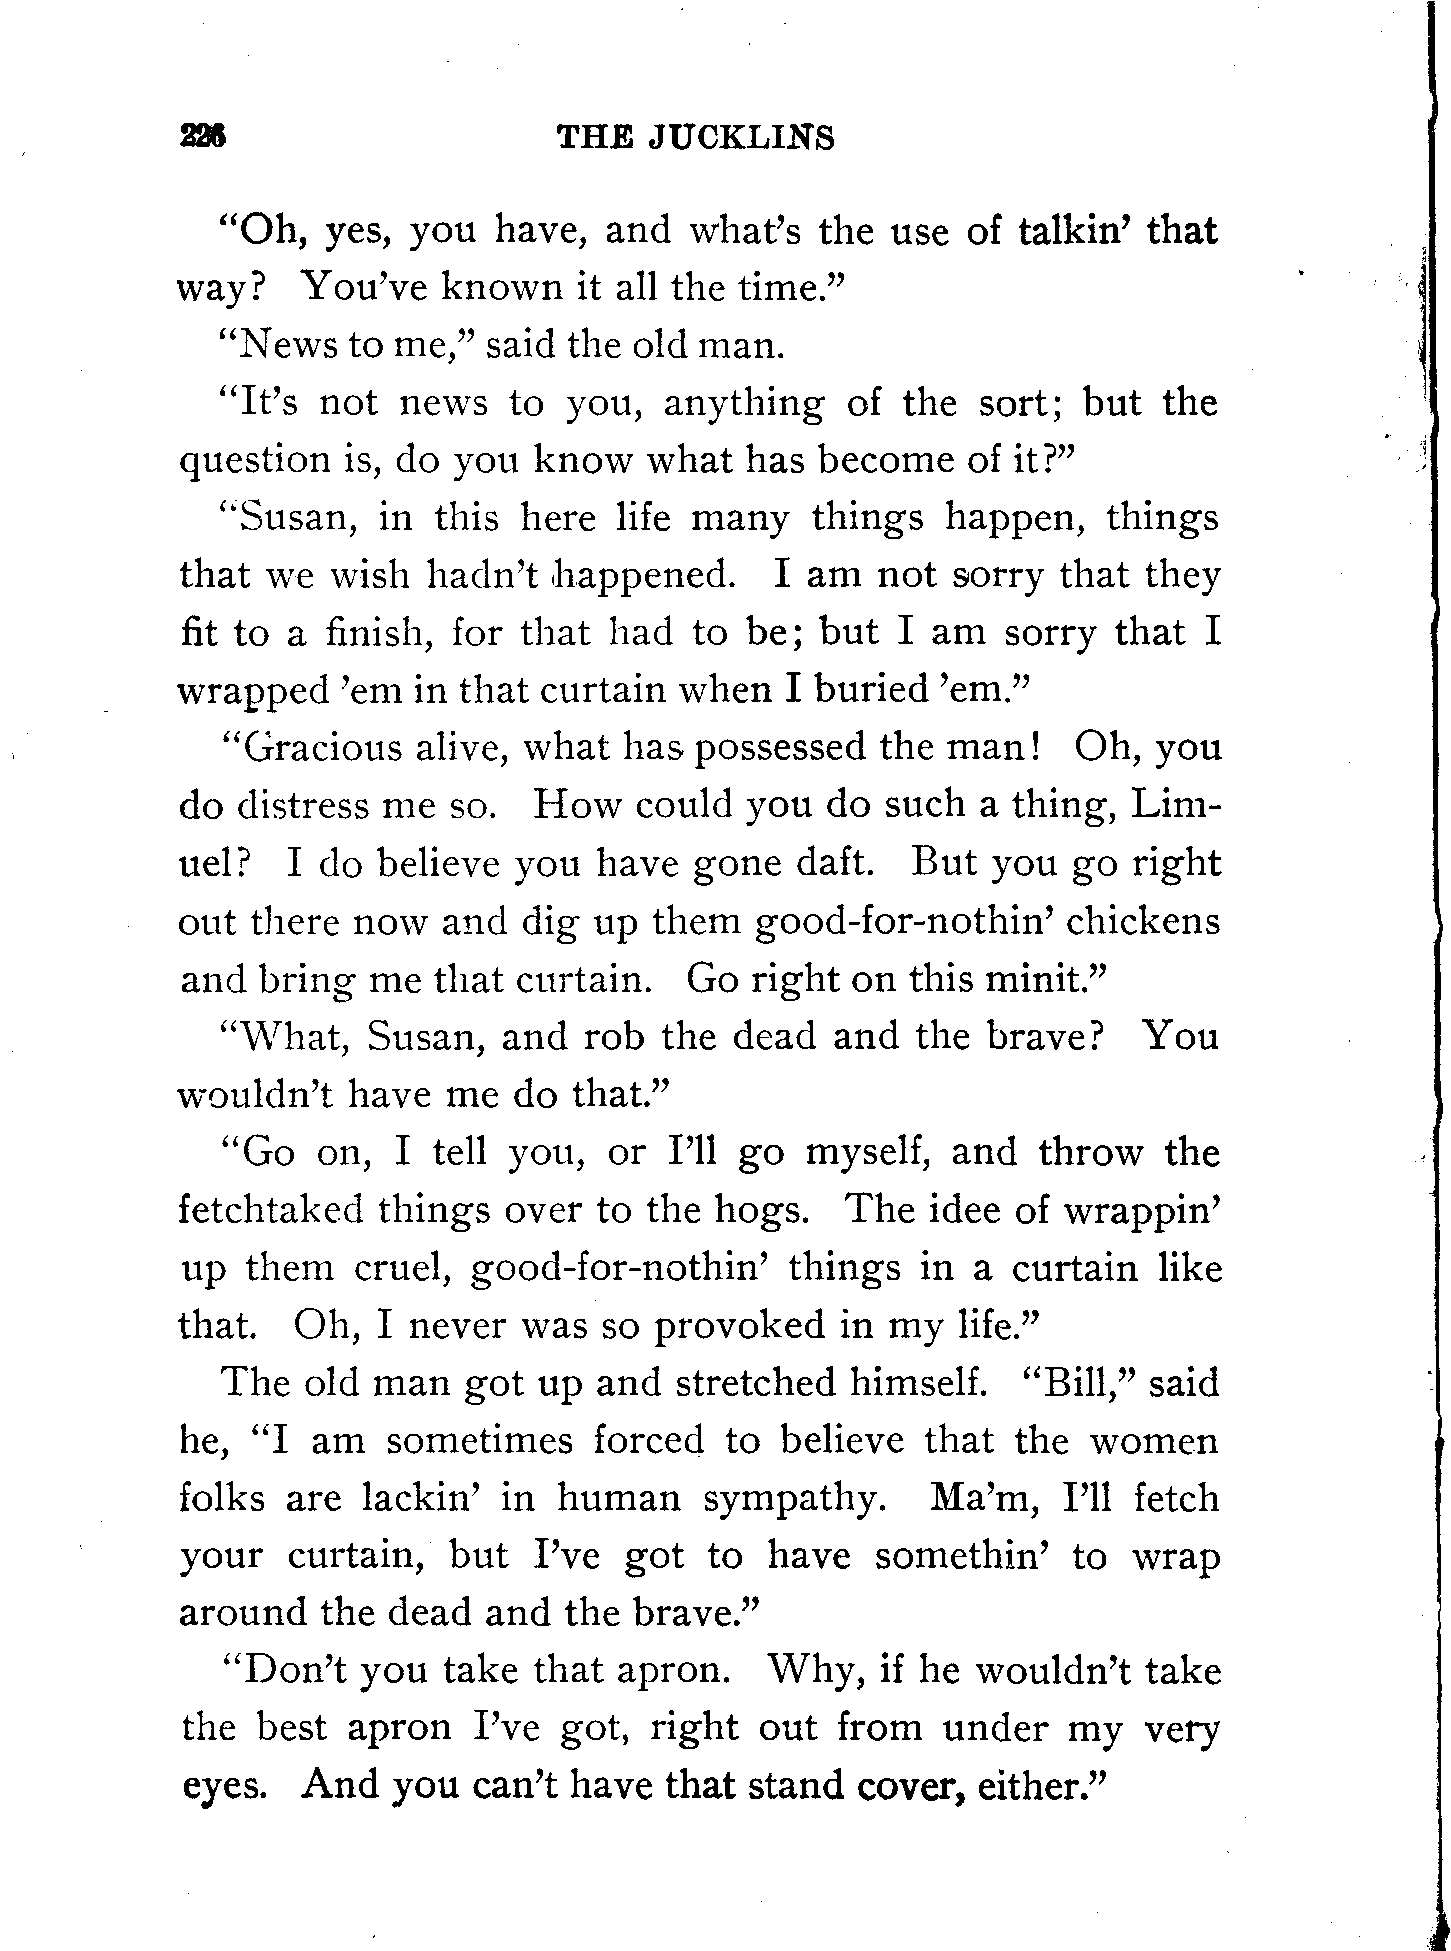 226 THE JUCKLINS
“Oh, yes, you have, and what’s the use of talkin’ that
way? You’ve known it all the time.”
“News to me,” said the old man.
“It’s not news to you, anything of the sort; but the
question is, do you know what has become of it?”
“Susan, in this here life many things happen, things
that we wish hadn’t happened. I am not sorry that they
fit to a finish, for that had to be; but I am sorry that I
wrapped ’em in that curtain when I buried ’em.”
“Gracious alive, what has possessed the man! Oh, you
do distress me so. How could you do such a thing, Lim-
uel? I do believe you have gone daft. But you go right
out there now and dig up them good-for-nothin’ chickens
and bring me that curtain. Go right on this minit.”
“What, Susan, and rob the dead and the brave? You
wouldn’t have me do that.”
“Go on, I tell you, or I’ll go myself, and throw the
fetchtaked things over to the hogs. The idee of wrappin’
up them cruel, good-for-nothin’ things in a curtain like
that. Oh, I never was so provoked in my life.”
The old man got up and stretched himself. “Bill,” said
he, “I am sometimes forced to believe that the women
folks are lackin’ in human sympathy. Ma’m, I’ll fetch
your curtain, but I’ve got to have somethin’ to wrap
around the dead and the brave.”
“Don’t you take that apron. Why, if he wouldn’t take
the best apron I’ve got, right out from under my very
eyes. And you can’t have that stand cover, either.”